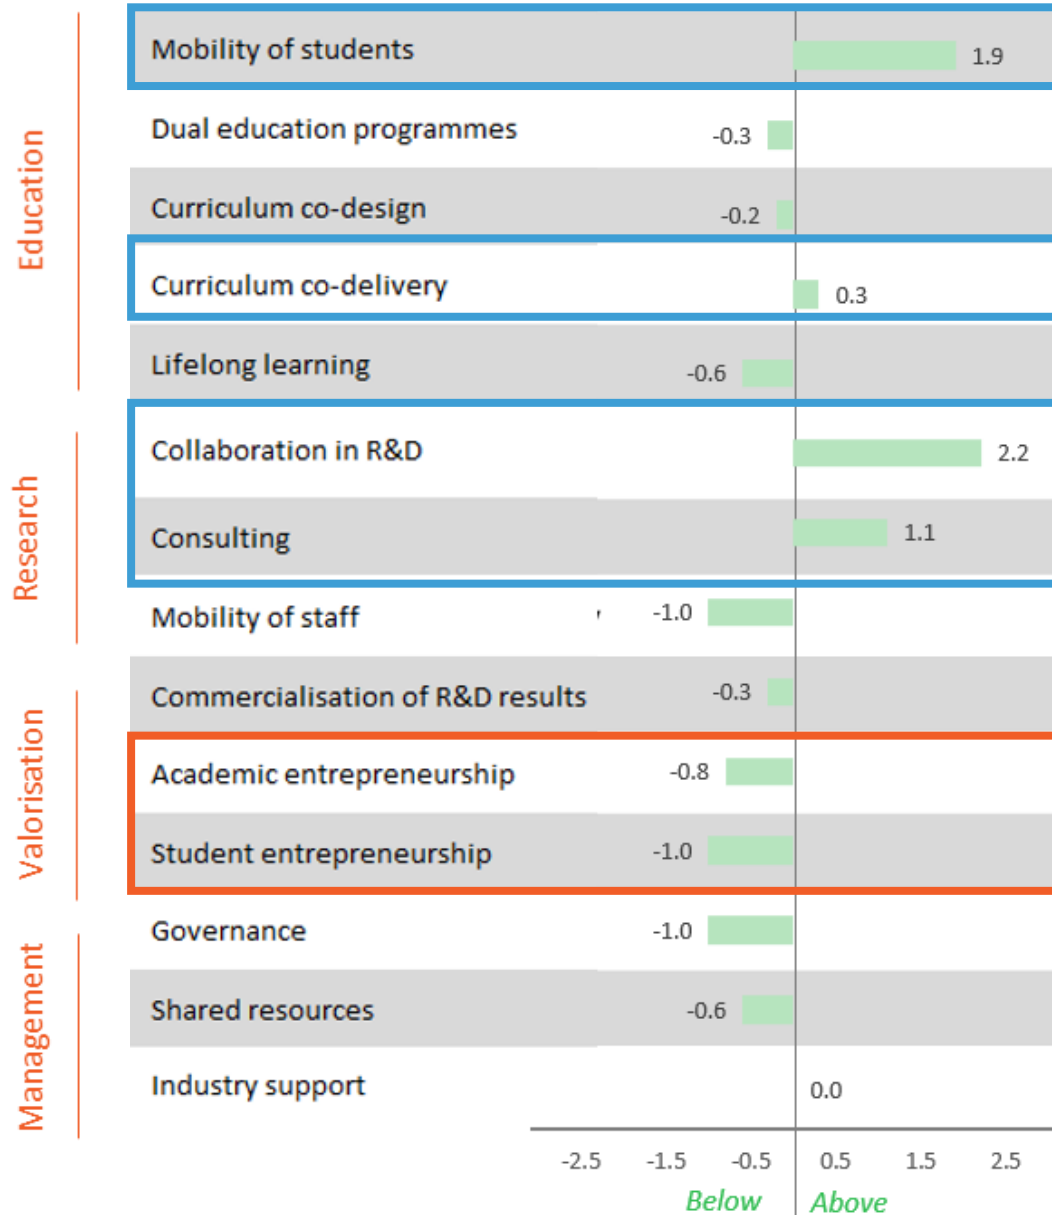 Education
Mobility of students 1.9
Dual education programmes -0.3
Curriculum co-design -0.2
Curriculum co-delivery 0.3
Lifelong learning -0.6
Research
Collaboration in R&D 2.2
Consulting 1.1
Mobility of staff -1.0
Valorisation
Commercialisation of R&D results -0.3
Academic entrepreneurship -0.8
Student entrepreneurship -1.0
Management
Governance -1.0
Shared resources -0.6
Industry support 0.0
-2.5 -1.5 -0.5 0.5 1.5 2.5
Below Above